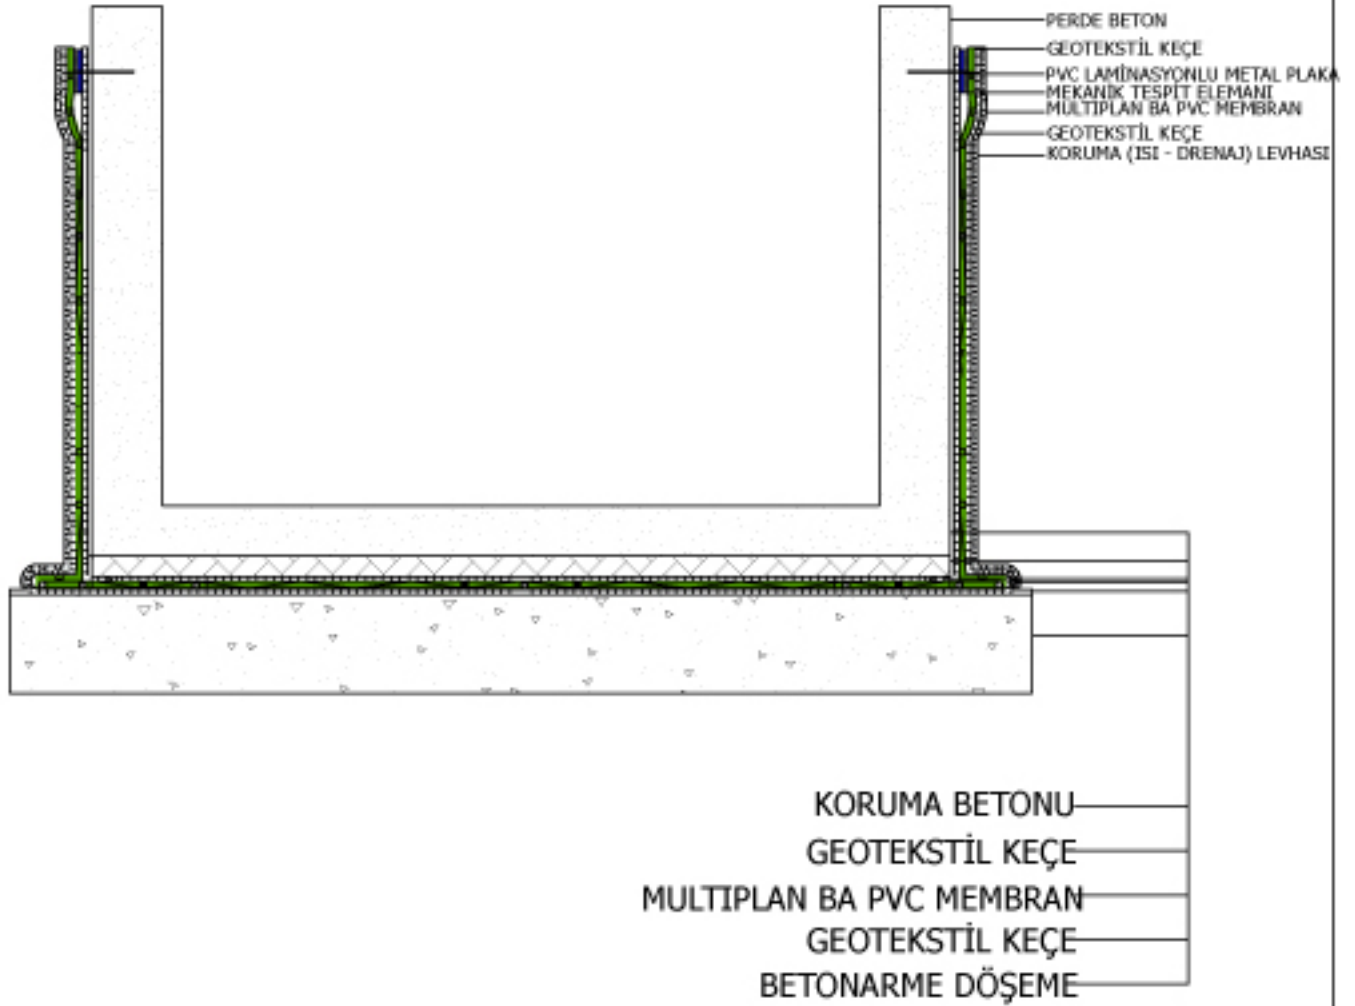 PERDE BETON
GEOTEKSTİL KEÇE
PVC LAMİNASYONLU METAL PLAKA
MEKANİK TESPİT ELEMANI
MULTIPLAN BA PVC MEMBRAN
GEOTEKSTİL KEÇE
KORUMA (ISI - DRENAJ) LEVHASI
KORUMA BETONU
GEOTEKSTİL KEÇE
MULTIPLAN BA PVC MEMBRAN
GEOTEKSTİL KEÇE
BETONARME DÖŞEME